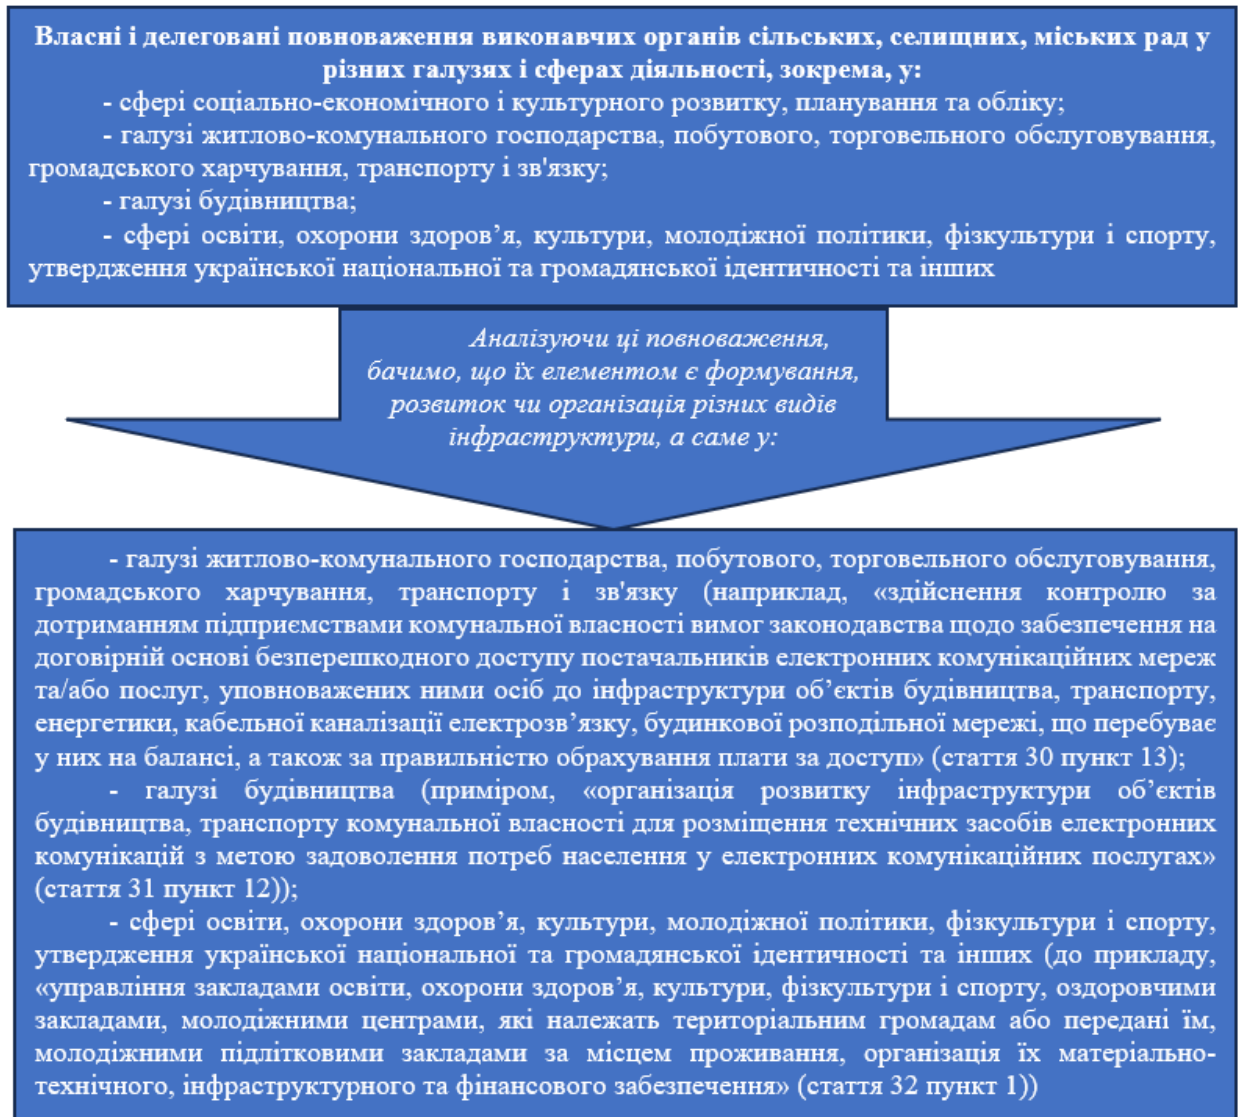 Власні і делеговані повноваження виконавчих органів сільських, селищних, міських рад у
різних галузях і сферах діяльності, зокрема, у:
- сфері соціально-економічного і культурного розвитку, планування та обліку;
- галузі житлово-комунального господарства, побутового, торговельного обслуговування,
громадського харчування, транспорту і зв'язку;
- галузі будівництва;
- сфері освіти, охорони здоров’я, культури, молодіжної політики, фізкультури і спорту,
утвердження української національної та громадянської ідентичності та інших
Аналізуючи ці повноваження,
бачимо, що їх елементом є формування,
розвиток чи організація різних видів
інфраструктури, а саме у:
- галузі житлово-комунального господарства, побутового, торговельного обслуговування,
громадського харчування, транспорту і зв'язку (наприклад, «здійснення контролю за
дотриманням підприємствами комунальної власності вимог законодавства щодо забезпечення на
договірній основі безперешкодного доступу постачальників електронних комунікаційних мереж
та/або послуг, уповноважених ними осіб до інфраструктури об’єктів будівництва, транспорту,
енергетики, кабельної каналізації електрозв’язку, будинкової розподільної мережі, що перебуває
у них на балансі, а також за правильністю обрахування плати за доступ» (стаття 30 пункт 13);
- галузі будівництва (приміром, «організація розвитку інфраструктури об’єктів
будівництва, транспорту комунальної власності для розміщення технічних засобів електронних
комунікацій з метою задоволення потреб населення у електронних комунікаційних послугах»
(стаття 31 пункт 12));
- сфері освіти, охорони здоров’я, культури, молодіжної політики, фізкультури і спорту,
утвердження української національної та громадянської ідентичності та інших (до прикладу,
«управління закладами освіти, охорони здоров’я, культури, фізкультури і спорту, оздоровчими
закладами, молодіжними центрами, які належать територіальним громадам або передані їм,
молодіжними підлітковими закладами за місцем проживання, організація їх матеріально-
технічного, інфраструктурного та фінансового забезпечення» (стаття 32 пункт 1))